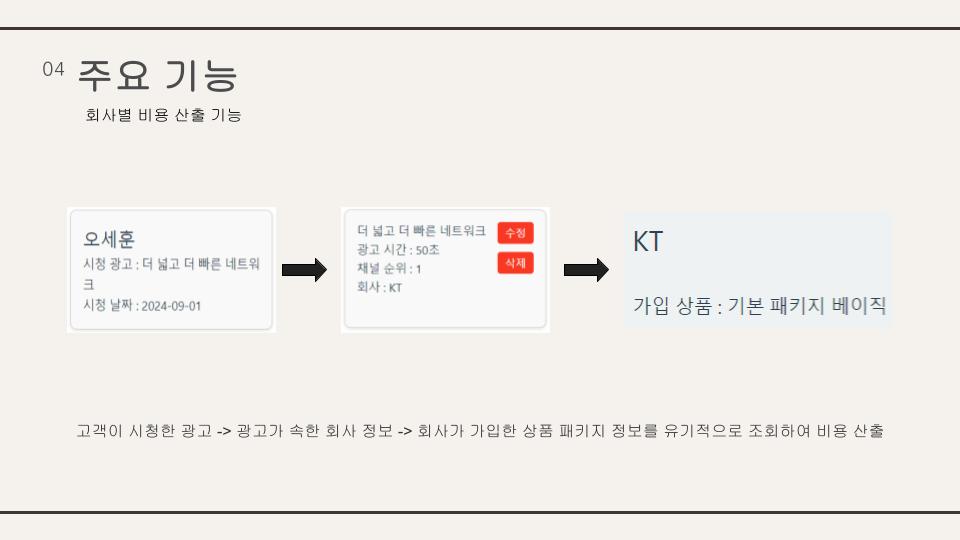 04 주요 기능
회사별 비용 산출 기능
오세훈
시청 광고 : 더 넓고 더 빠른 네트워
크
시청 날짜 : 2024-09-01
더 넓고 더 빠른 네트워크
광고 시간 : 50초
채널 순위 : 1
회사 : KT
수정
삭제
KT
가입 상품 : 기본 패키지 베이직
고객이 시청한 광고 -> 광고가 속한 회사 정보 -> 회사가 가입한 상품 패키지 정보를 유기적으로 조회하여 비용 산출